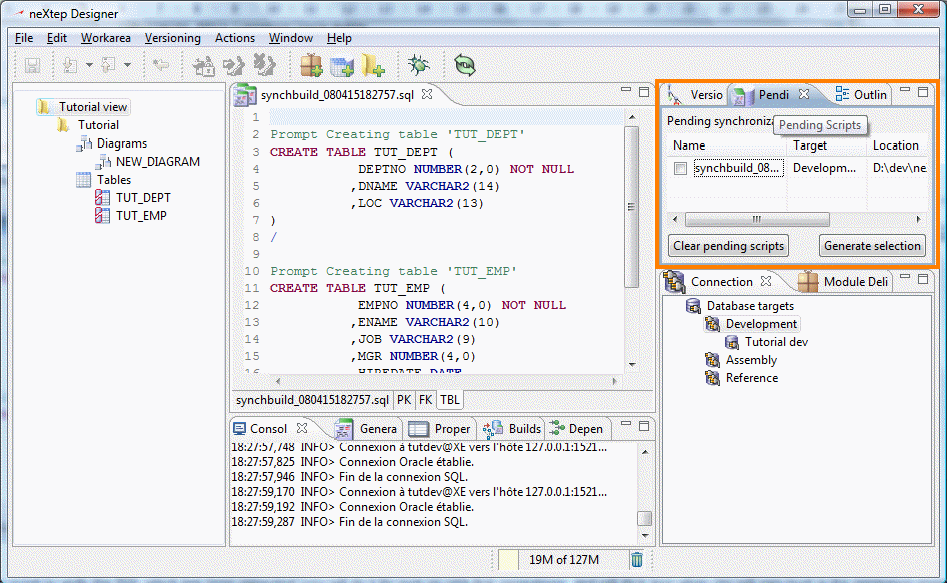 neXtep Designer
File Edit Workarea Versioning Actions Window Help
Tutorial view
Tutorial
Diagrams
NEW_DIAGRAM
Tables
TUT_DEPT
TUT_EMP
synchbuild_080415182757.sql
1
2 Prompt Creating table 'TUT_DEPT'
3 CREATE TABLE TUT_DEPT (
4 DEPTNO NUMBER(2,0) NOT NULL
5 ,DNAME VARCHAR2(14)
6 ,LOC VARCHAR2(13)
7 )
8 /
9
10 Prompt Creating table 'TUT_EMP'
11 CREATE TABLE TUT_EMP (
12 EMPNO NUMBER(4,0) NOT NULL
13 ,ENAME VARCHAR2(10)
14 ,JOB VARCHAR2(9)
15 ,MGR NUMBER(4,0)
16 ,HIREDATE DATE
synchbuild_080415182757.sql PK FK TBL
Consol Genera Proper Builds Depen
18:27:57,748 INFO> Connexion à tutdev@XE vers l'hôte 127.0.0.1:1521...
18:27:57,825 INFO> Connexion Oracle établie.
18:27:57,946 INFO> Fin de la connexion SQL.
18:27:59,170 INFO> Connexion à tutdev@XE vers l'hôte 127.0.0.1:1521...
18:27:59,192 INFO> Connexion Oracle établie.
18:27:59,287 INFO> Fin de la connexion SQL.
Versio Pendi Outlin
Pending synchroniza
Pending Scripts
Name Target Location
synchbuild_08... Developm... D:\dev\ne
Clear pending scripts Generate selection
Connection Module Deli
Database targets
Development
Tutorial dev
Assembly
Reference
19M of 127M